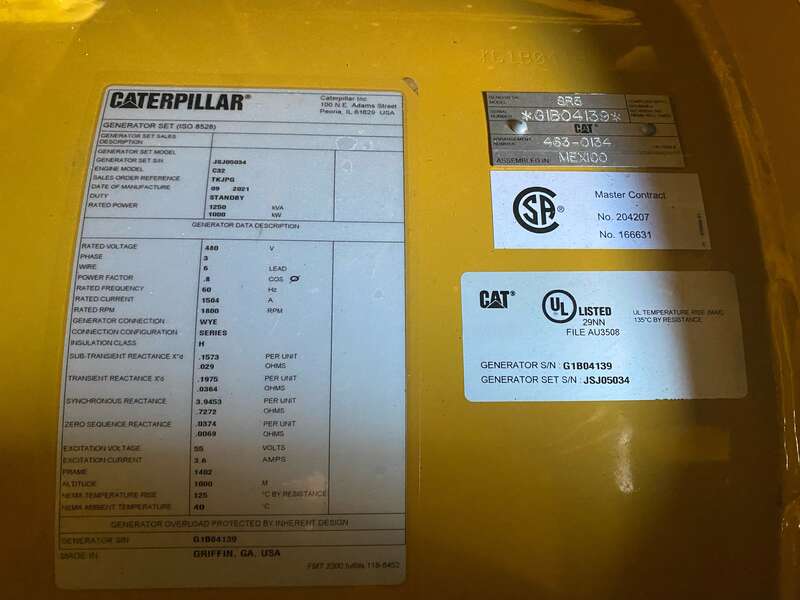 CATERPILLAR®
Caterpillar Inc.
100 N.E. Adams Street
Peoria, IL 61629 USA
GENERATOR SET (ISO 8528)
GENERATOR SET SALES
DESCRIPTION
GENERATOR SET MODEL
GENERATOR SET S/N JSJ05034
ENGINE MODEL C32
SALES ORDER REFERENCE TKJPG
DATE OF MANUFACTURE 09 2021
DUTY STANDBY
RATED POWER 1250 kVA
1000 kW
GENERATOR DATA DESCRIPTION
RATED VOLTAGE 480 V
PHASE 3
WIRE 6 LEAD
POWER FACTOR .8 COS Ø
RATED FREQUENCY 60 Hz
RATED CURRENT 1504 A
RATED RPM 1800 RPM
GENERATOR CONNECTION WYE
CONNECTION CONFIGURATION SERIES
INSULATION CLASS H
SUB-TRANSIENT REACTANCE X"d .1573 PER UNIT
.029 OHMS
TRANSIENT REACTANCE X'd .1975 PER UNIT
.0364 OHMS
SYNCHRONOUS REACTANCE 3.9453 PER UNIT
.7272 OHMS
ZERO SEQUENCE REACTANCE .0374 PER UNIT
.0069 OHMS
EXCITATION VOLTAGE 55 VOLTS
EXCITATION CURRENT 3.6 AMPS
FRAME 1402
ALTITUDE 1000 M
NEMA TEMPERATURE RISE 125 °C BY RESISTANCE
NEMA AMBIENT TEMPERATURE 40 °C
GENERATOR OVERLOAD PROTECTED BY INHERENT DESIGN
GENERATOR S/N G1B04139
MADE IN GRIFFIN, GA, USA
MODEL SR5
SERIAL NUMBER *G1B04139*
CAT®
ARRANGEMENT NUMBER 463-0134
ASSEMBLED IN: MEXICO
CSA®
Master Contract
No. 204207
No. 166631
CAT®
UL® LISTED
29NN
FILE AU3508
UL TEMPERATURE RISE (MAX)
135°C BY RESISTANCE
GENERATOR S/N : G1B04139
GENERATOR SET S/N : JSJ05034